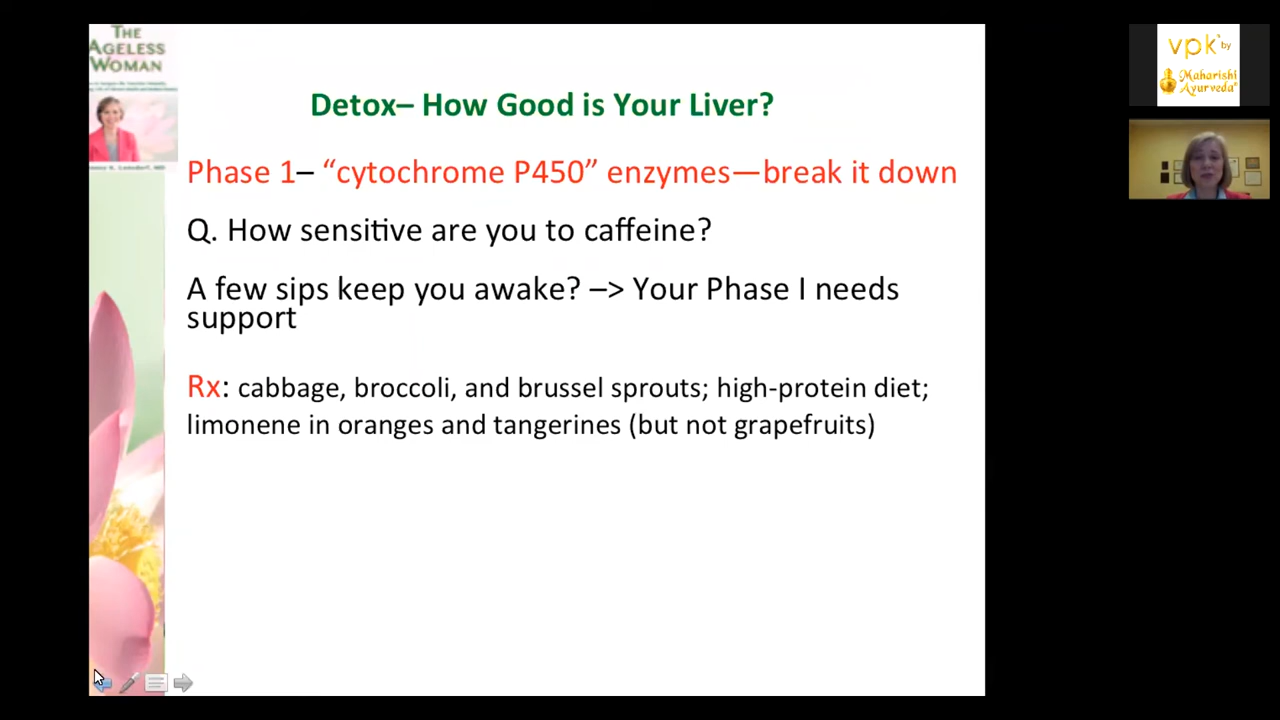 THE
AGELESS
WOMAN
Detox– How Good is Your Liver?
Phase 1– “cytochrome P450” enzymes—break it down
Q. How sensitive are you to caffeine?
A few sips keep you awake? –> Your Phase I needs
support
Rx: cabbage, broccoli, and brussel sprouts; high-protein diet;
limonene in oranges and tangerines (but not grapefruits)
vpk by
Maharishi
Ayurveda